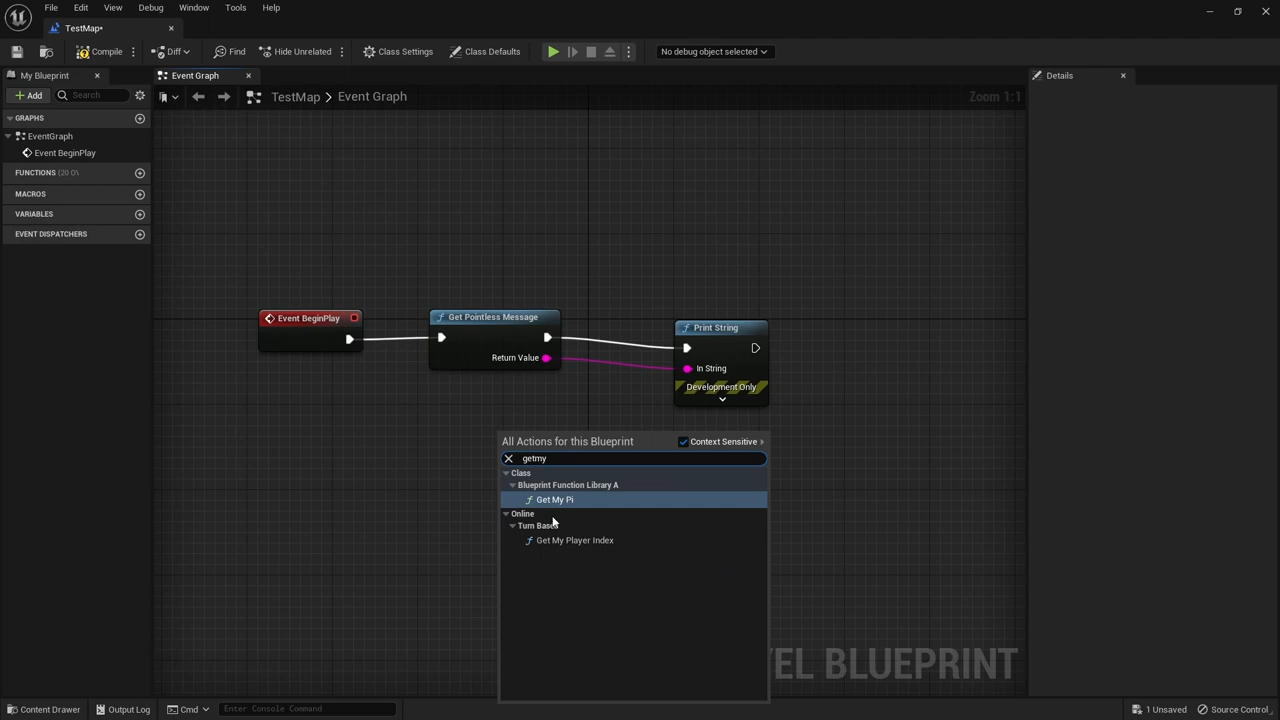 File Edit View Debug Window Tools Help
TestMap*
Compile Diff Find Hide Unrelated Class Settings Class Defaults No debug object selected
My Blueprint Event Graph Details
Add Search TestMap > Event Graph Zoom 1:1
GRAPHS
EventGraph
Event BeginPlay
FUNCTIONS (20 O
MACROS
VARIABLES
EVENT DISPATCHERS
Event BeginPlay
Get Pointless Message
Return Value
Print String
In String
Development Only
All Actions for this Blueprint Context Sensitive
getmy
Class
Blueprint Function Library A
Get My Pi
Online
Turn Base
Get My Player Index
VEL BLUEPRINT
Content Drawer Output Log Cmd Enter Console Command 1 Unsaved Source Control